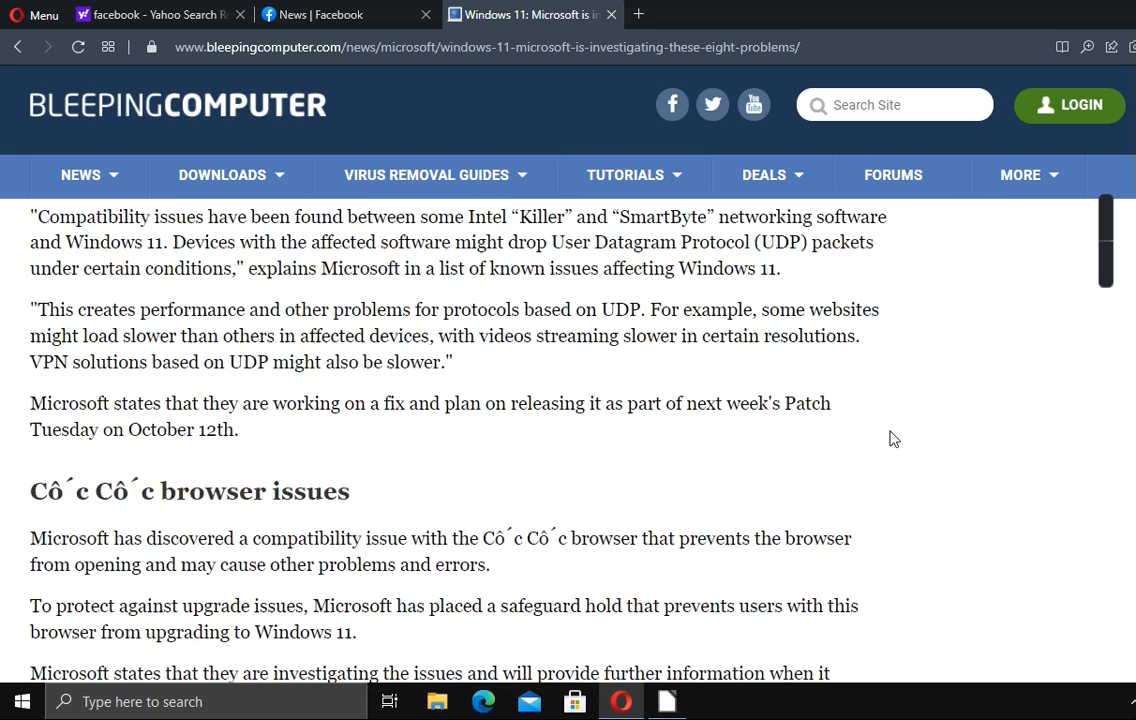 Menu
facebook - Yahoo Search R
News | Facebook
Windows 11: Microsoft is in
www.bleepingcomputer.com/news/microsoft/windows-11-microsoft-is-investigating-these-eight-problems/
BLEEPINGCOMPUTER
You
Tube
Search Site
LOGIN
NEWS
DOWNLOADS
VIRUS REMOVAL GUIDES
TUTORIALS
DEALS
FORUMS
MORE
"Compatibility issues have been found between some Intel “Killer” and “SmartByte” networking software
and Windows 11. Devices with the affected software might drop User Datagram Protocol (UDP) packets
under certain conditions," explains Microsoft in a list of known issues affecting Windows 11.
"This creates performance and other problems for protocols based on UDP. For example, some websites
might load slower than others in affected devices, with videos streaming slower in certain resolutions.
VPN solutions based on UDP might also be slower."
Microsoft states that they are working on a fix and plan on releasing it as part of next week's Patch
Tuesday on October 12th.
Cô´c Cô´c browser issues
Microsoft has discovered a compatibility issue with the Cô´c Cô´c browser that prevents the browser
from opening and may cause other problems and errors.
To protect against upgrade issues, Microsoft has placed a safeguard hold that prevents users with this
browser from upgrading to Windows 11.
Microsoft states that they are investigating the issues and will provide further information when it
Type here to search